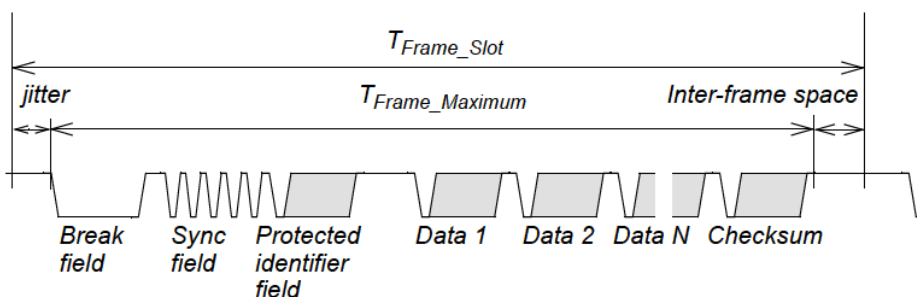 T_Frame_Slot
jitter
T_Frame_Maximum
Inter-frame space
Break
field
Sync
field
Protected
identifier
field
Data 1
Data 2
Data N
Checksum